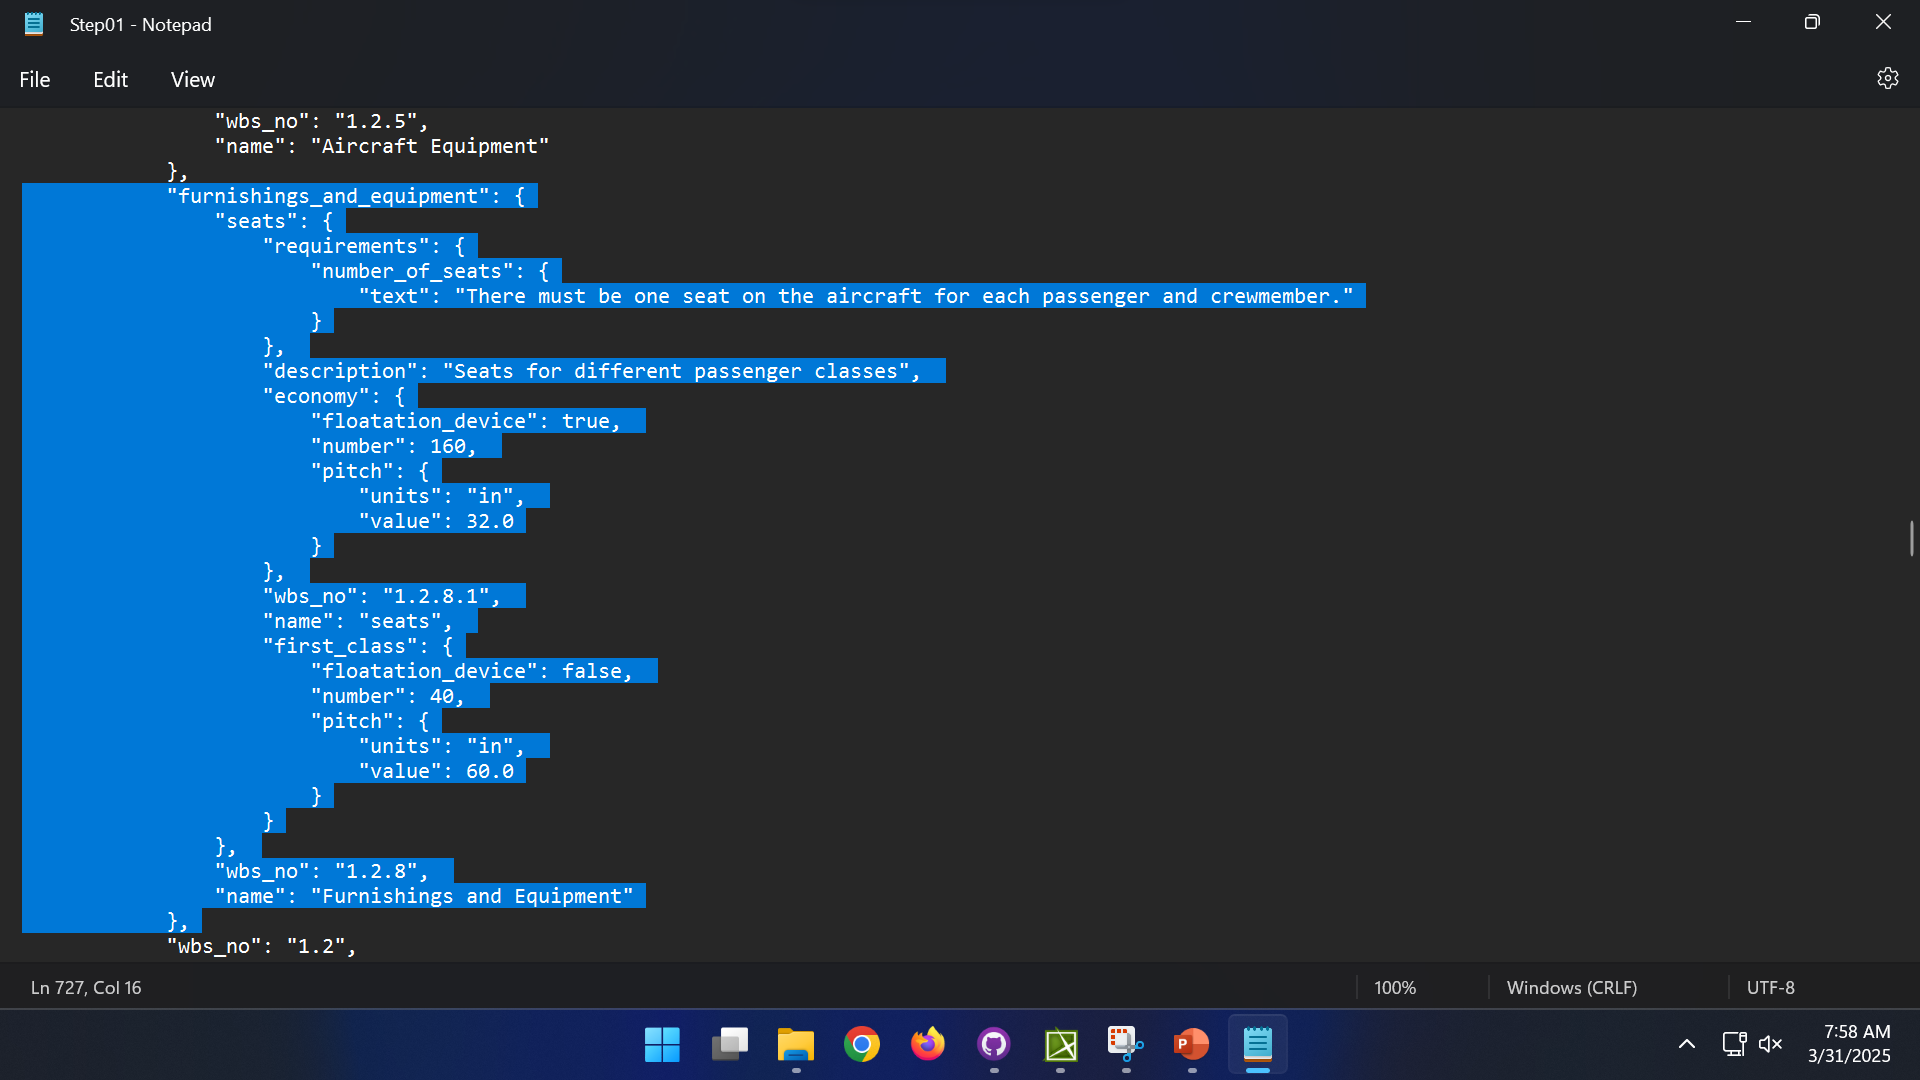 Step01 - Notepad
File Edit View
"wbs_no": "1.2.5",
"name": "Aircraft Equipment"
},
"furnishings_and_equipment": {
"seats": {
"requirements": {
"number_of_seats": {
"text": "There must be one seat on the aircraft for each passenger and crewmember."
}
},
"description": "Seats for different passenger classes",
"economy": {
"floatation_device": true,
"number": 160,
"pitch": {
"units": "in",
"value": 32.0
}
},
"wbs_no": "1.2.8.1",
"name": "seats",
"first_class": {
"floatation_device": false,
"number": 40,
"pitch": {
"units": "in",
"value": 60.0
}
}
},
"wbs_no": "1.2.8",
"name": "Furnishings and Equipment"
},
"wbs_no": "1.2",
Ln 727, Col 16 100% Windows (CRLF) UTF-8
P
7:58 AM
3/31/2025